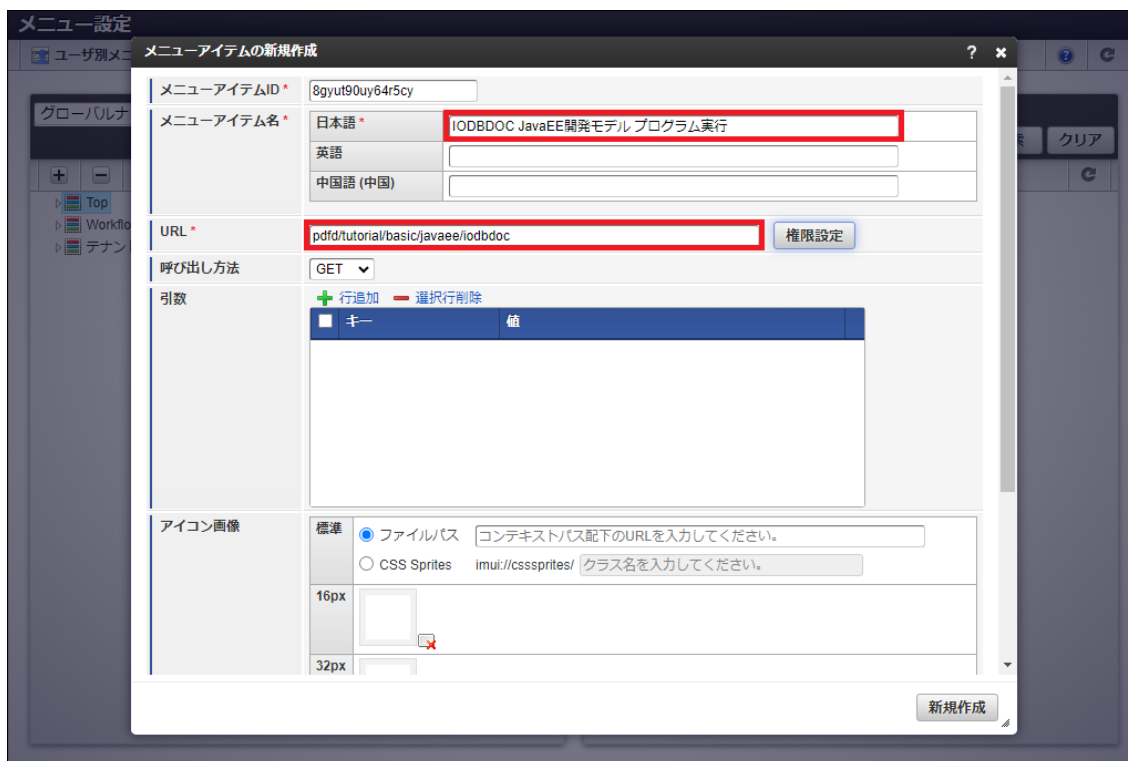 メニュー設定
ユーザ別メニ
メニューアイテムの新規作成
?
グローバルナ
クリア
Top
Workflo
テナン
メニューアイテムID *
8gyut90uy64r5cy
メニューアイテム名 *
日本語 *
IODBDOC JavaEE開発モデル プログラム実行
英語
中国語 (中国)
URL *
pdfd/tutorial/basic/javaee/iodbdoc
権限設定
呼び出し方法
GET
引数
行追加
選択行削除
キー
値
アイコン画像
標準
ファイルパス
コンテキストパス配下のURLを入力してください。
CSS Sprites
imui://csssprites/
クラス名を入力してください。
16px
32px
新規作成